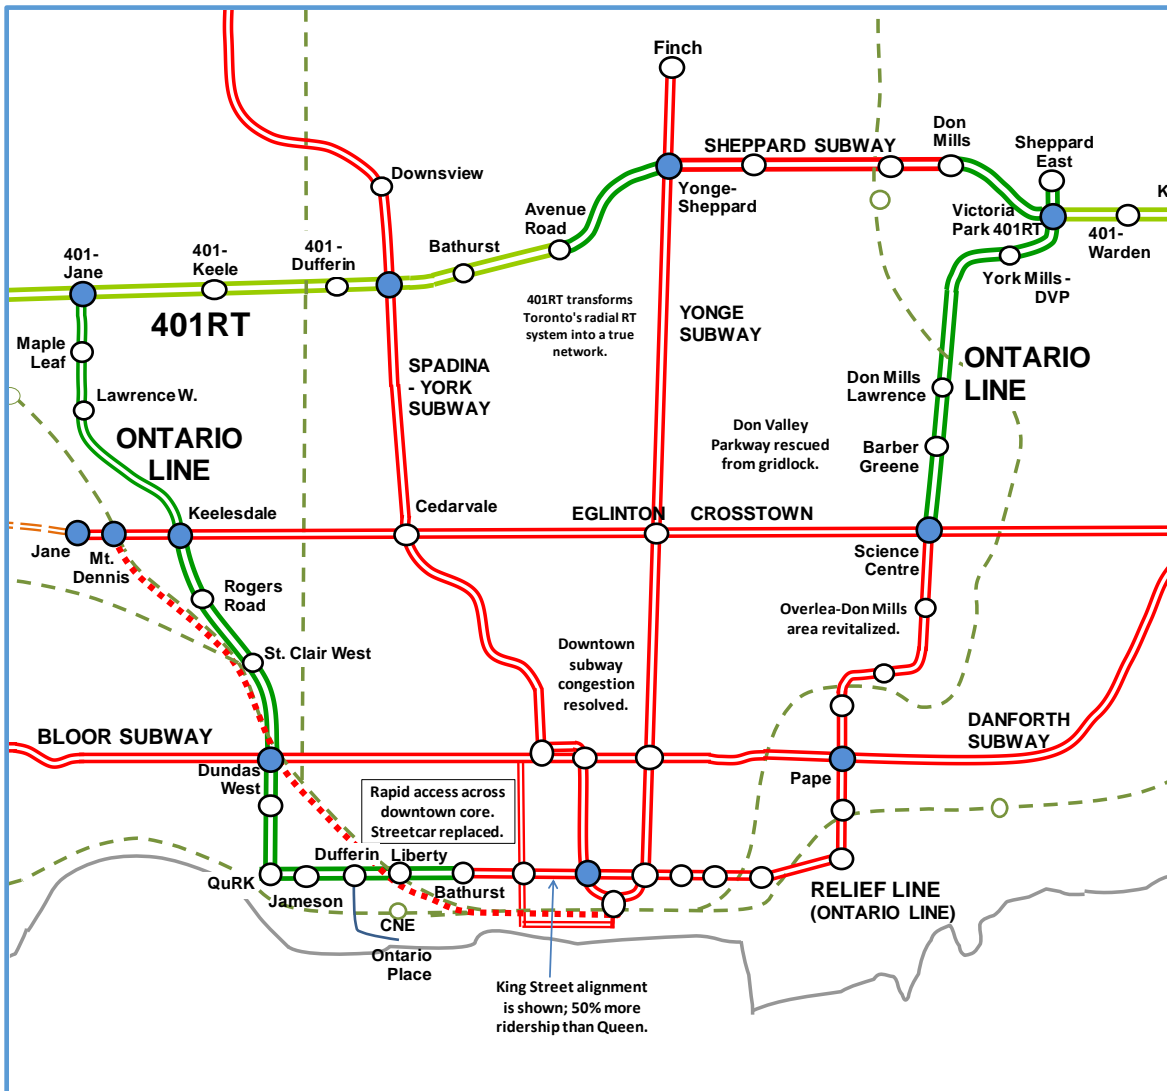 Finch
SHEPPARD SUBWAY
Don
Mills
Sheppard
East
Downsview
Yonge-
Sheppard
Avenue
Road
Victoria
Park 401RT
K
401-
Warden
401-
Jane
401-
Keele
401 -
Dufferin
Bathurst
York Mills -
DVP
401RT
401RT transforms
Toronto's radial RT
system into a true
network.
YONGE
SUBWAY
Maple
Leaf
SPADINA
- YORK
SUBWAY
ONTARIO
LINE
Don Mills
Lawrence
Lawrence W.
ONTARIO
LINE
Don Valley
Parkway rescued
from gridlock.
Barber
Greene
Keelesdale
Cedarvale
EGLINTON CROSSTOWN
Jane
Mt.
Dennis
Science
Centre
Rogers
Road
Overlea-Don Mills
area revitalized.
St. Clair West
Downtown
subway
congestion
resolved.
BLOOR SUBWAY
DANFORTH
SUBWAY
Dundas
West
Pape
Rapid access across
downtown core.
Streetcar replaced.
Dufferin
Liberty
QuRK
Jameson
Bathurst
RELIEF LINE
(ONTARIO LINE)
CNE
Ontario
Place
King Street alignment
is shown; 50% more
ridership than Queen.